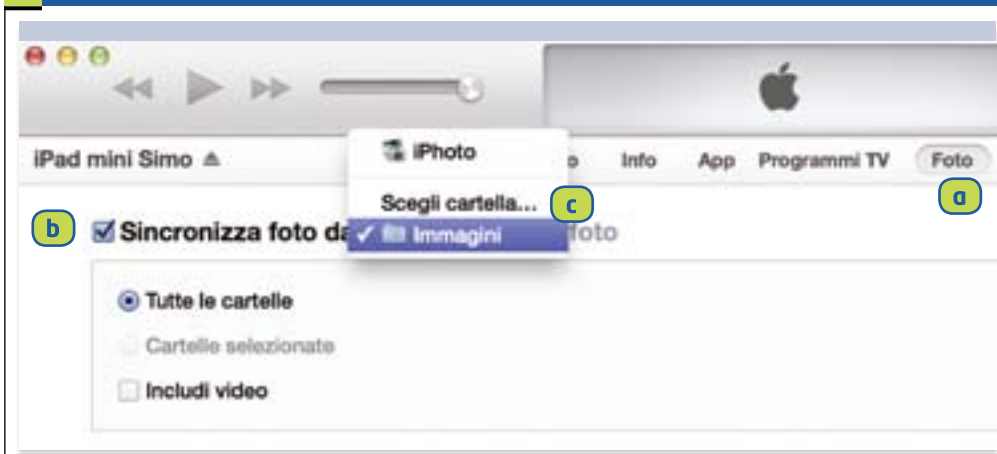 iPhoto
iPad mini Simo Info App Programmi TV Foto
Scegli cartella... c a
b Sincronizza foto da Immagini foto
Tutte le cartelle
Cartelle selezionate
Includi video